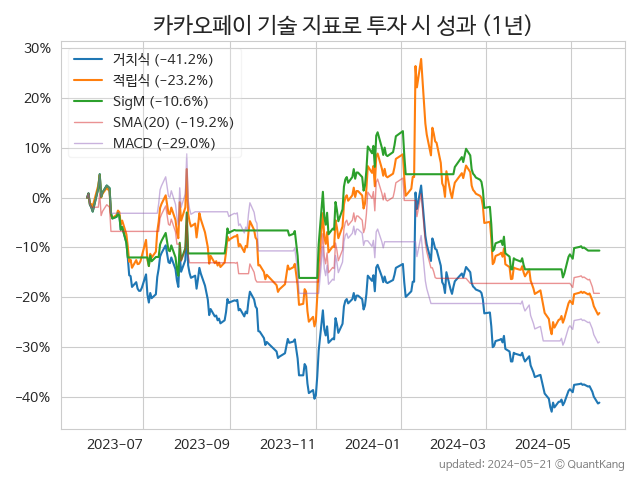 카카오페이 기술 지표로 투자 시 성과 (1년)
30%
20%
10%
0%
−10%
−20%
−30%
−40%
거치식 (−41.2%)
적립식 (−23.2%)
SigM (−10.6%)
SMA(20) (−19.2%)
MACD (−29.0%)
2023−07
2023−09
2023−11
2024−01
2024−03
2024−05
updated: 2024−05−21 © QuantKang